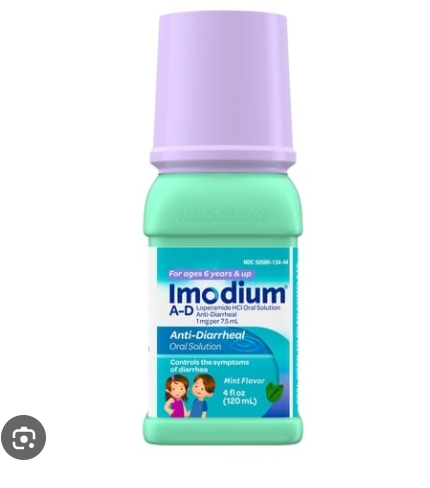 Imodium
NDC 50580-134-44
For ages 6 years & up
Imodium®
A-D Loperamide HCl Oral Solution
Anti-Diarrheal
1 mg per 7.5 mL
Anti-Diarrheal
Oral Solution
Controls the symptoms
of diarrhea
Mint Flavor
4 fl oz
(120 mL)